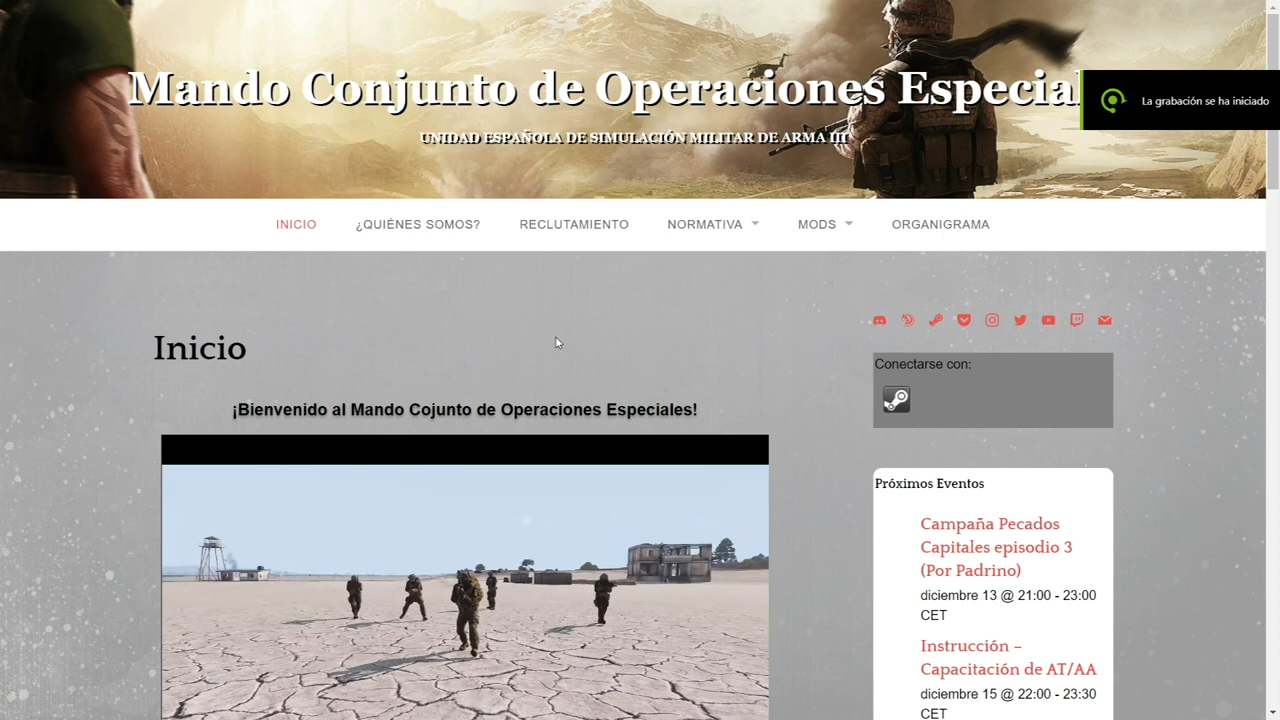 Mando Conjunto de Operaciones Especial
La grabación se ha iniciado
UNIDAD ESPAÑOLA DE SIMULACIÓN MILITAR DE ARMA III
INICIO ¿QUIÉNES SOMOS? RECLUTAMIENTO NORMATIVA MODS ORGANIGRAMA
Inicio
¡Bienvenido al Mando Cojunto de Operaciones Especiales!
Conectarse con:
Próximos Eventos
Campaña Pecados
Capitales episodio 3
(Por Padrino)
diciembre 13 @ 21:00 - 23:00
CET
Instrucción –
Capacitación de AT/AA
diciembre 15 @ 22:00 - 23:30
CET